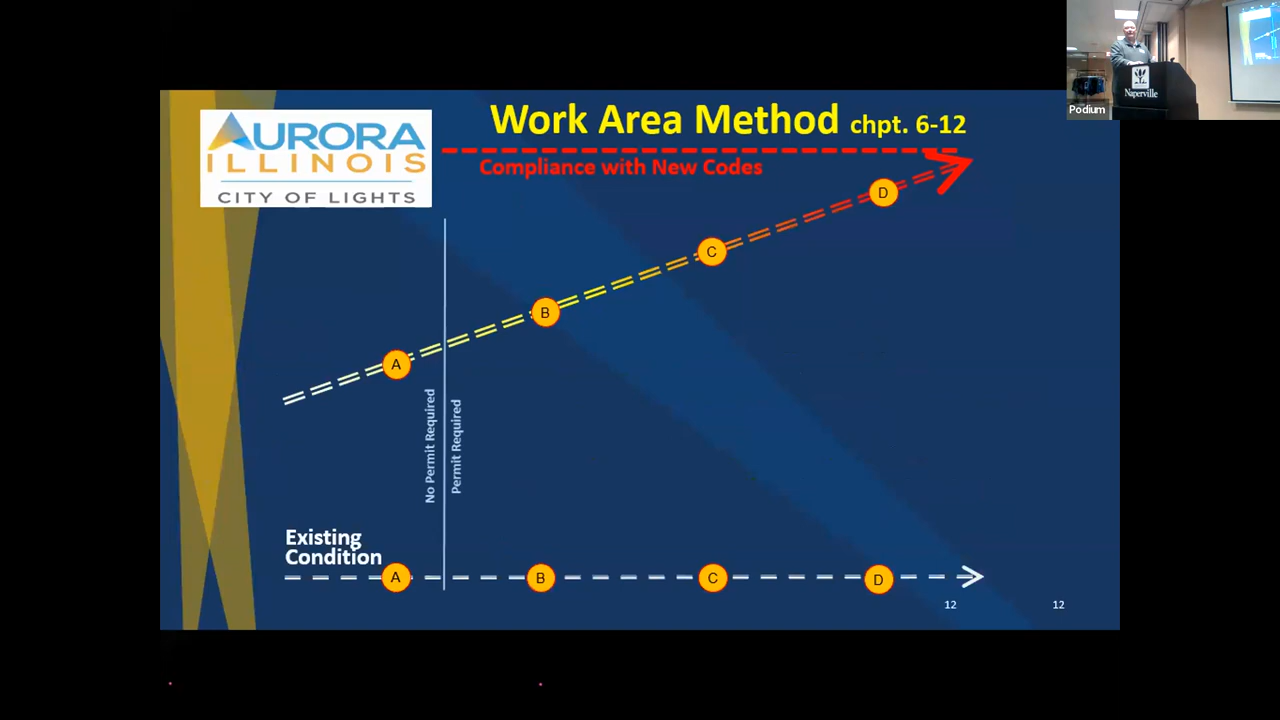 AURORA
ILLINOIS
CITY OF LIGHTS
Work Area Method chpt. 6-12
Compliance with New Codes
D
C
B
A
No Permit Required
Permit Required
Existing
Condition
A
B
C
D
12
12
Naperville
Podium